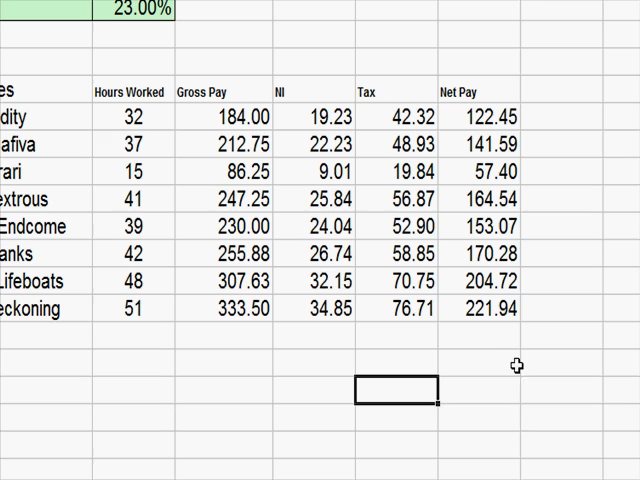 23.00%
es Hours Worked Gross Pay NI Tax Net Pay
dity 32 184.00 19.23 42.32 122.45
afiva 37 212.75 22.23 48.93 141.59
rari 15 86.25 9.01 19.84 57.40
extrous 41 247.25 25.84 56.87 164.54
Endcome 39 230.00 24.04 52.90 153.07
anks 42 255.88 26.74 58.85 170.28
Lifeboats 48 307.63 32.15 70.75 204.72
eckoning 51 333.50 34.85 76.71 221.94